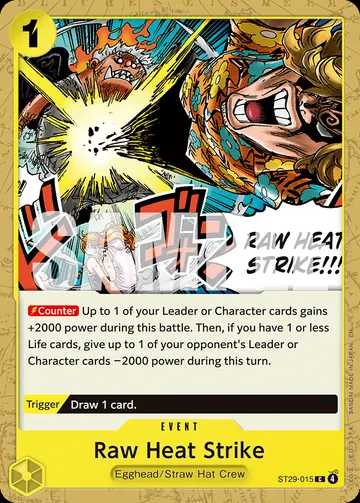 1
RAW HEAT
STRIKE!!!
Counter Up to 1 of your Leader or Character cards gains
+2000 power during this battle. Then, if you have 1 or less
Life cards, give up to 1 of your opponent's Leader or
Character cards −2000 power during this turn.
Trigger Draw 1 card.
EVENT
Raw Heat Strike
Egghead/Straw Hat Crew
ST29-015 C 4